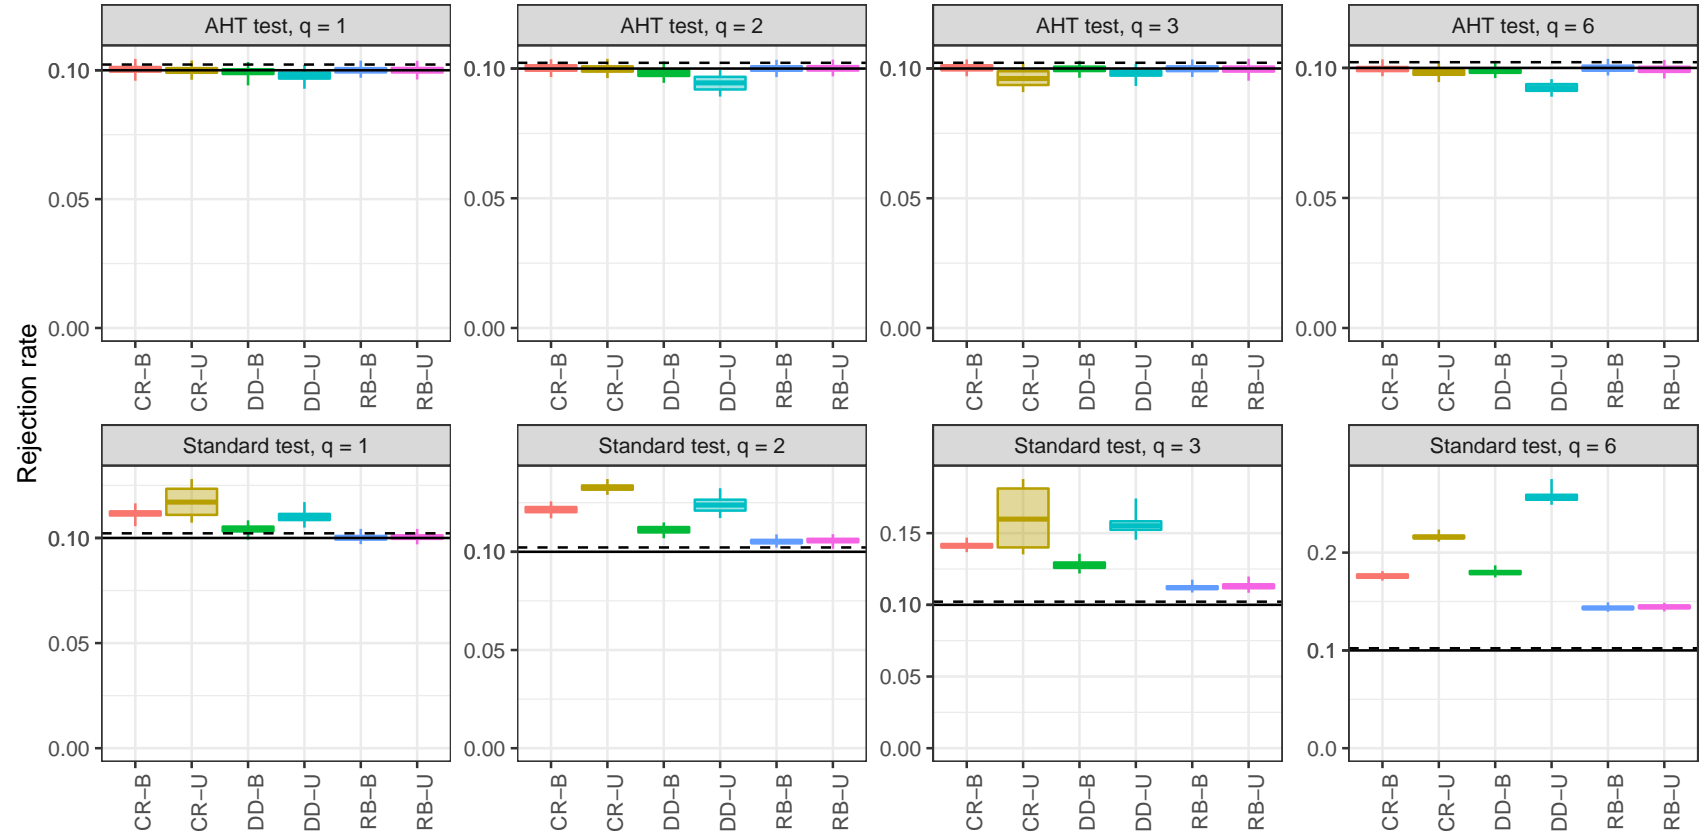 Rejection rate
AHT test, q = 1
AHT test, q = 2
AHT test, q = 3
AHT test, q = 6
0.10
0.05
0.00
0.10
0.05
0.00
0.10
0.05
0.00
0.10
0.05
0.00
CR−B
CR−U
DD−B
DD−U
RB−B
RB−U
CR−B
CR−U
DD−B
DD−U
RB−B
RB−U
CR−B
CR−U
DD−B
DD−U
RB−B
RB−U
CR−B
CR−U
DD−B
DD−U
RB−B
RB−U
Standard test, q = 1
Standard test, q = 2
Standard test, q = 3
Standard test, q = 6
0.10
0.05
0.00
0.10
0.05
0.00
0.15
0.10
0.05
0.00
0.2
0.1
0.0
CR−B
CR−U
DD−B
DD−U
RB−B
RB−U
CR−B
CR−U
DD−B
DD−U
RB−B
RB−U
CR−B
CR−U
DD−B
DD−U
RB−B
RB−U
CR−B
CR−U
DD−B
DD−U
RB−B
RB−U